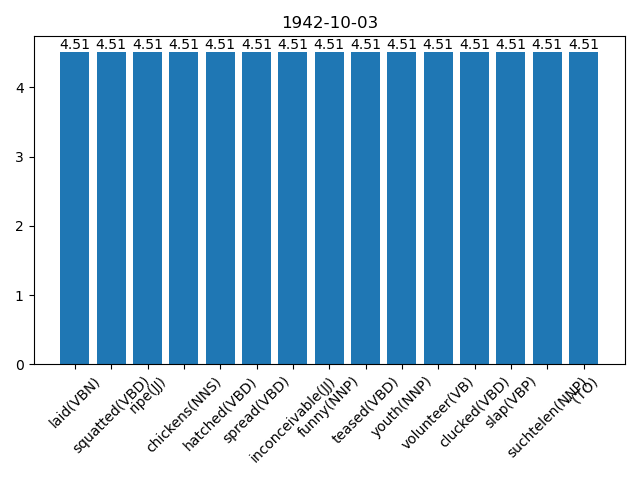 1942-10-03
4.51 4.51 4.51 4.51 4.51 4.51 4.51 4.51 4.51 4.51 4.51 4.51 4.51 4.51 4.51
4
3
2
1
0
laid(VBN)
squatted(VBD)
ripe(JJ)
chickens(NNS)
hatched(VBD)
spread(VBD)
inconceivable(JJ)
funny(NNP)
teased(VBD)
youth(NNP)
volunteer(VB)
clucked(VBD)
slap(VBP)
suchtelen(NNP)
(TO)